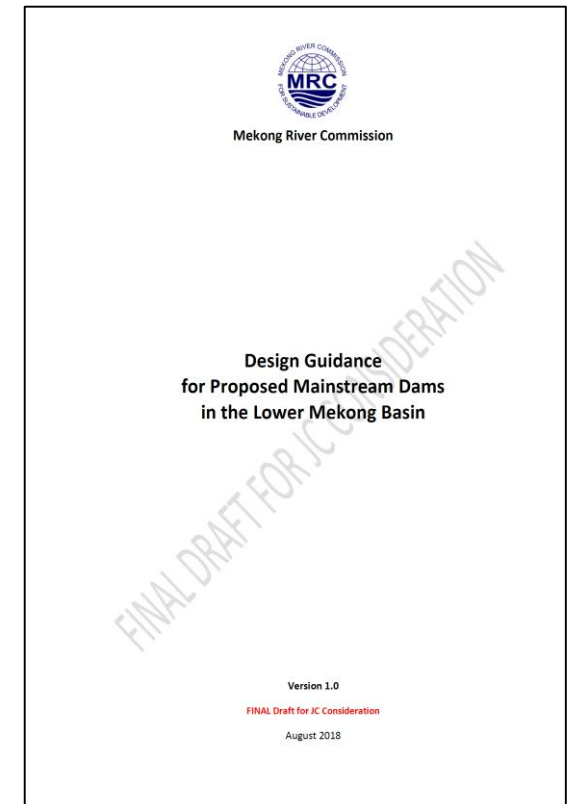 MEKONG RIVER COMMISSION
MRC
FOR SUSTAINABLE DEVELOPMENT
Mekong River Commission
Design Guidance
for Proposed Mainstream Dams
in the Lower Mekong Basin
FINAL DRAFT FOR JC CONSIDERATION
Version 1.0
FINAL Draft for JC Consideration
August 2018